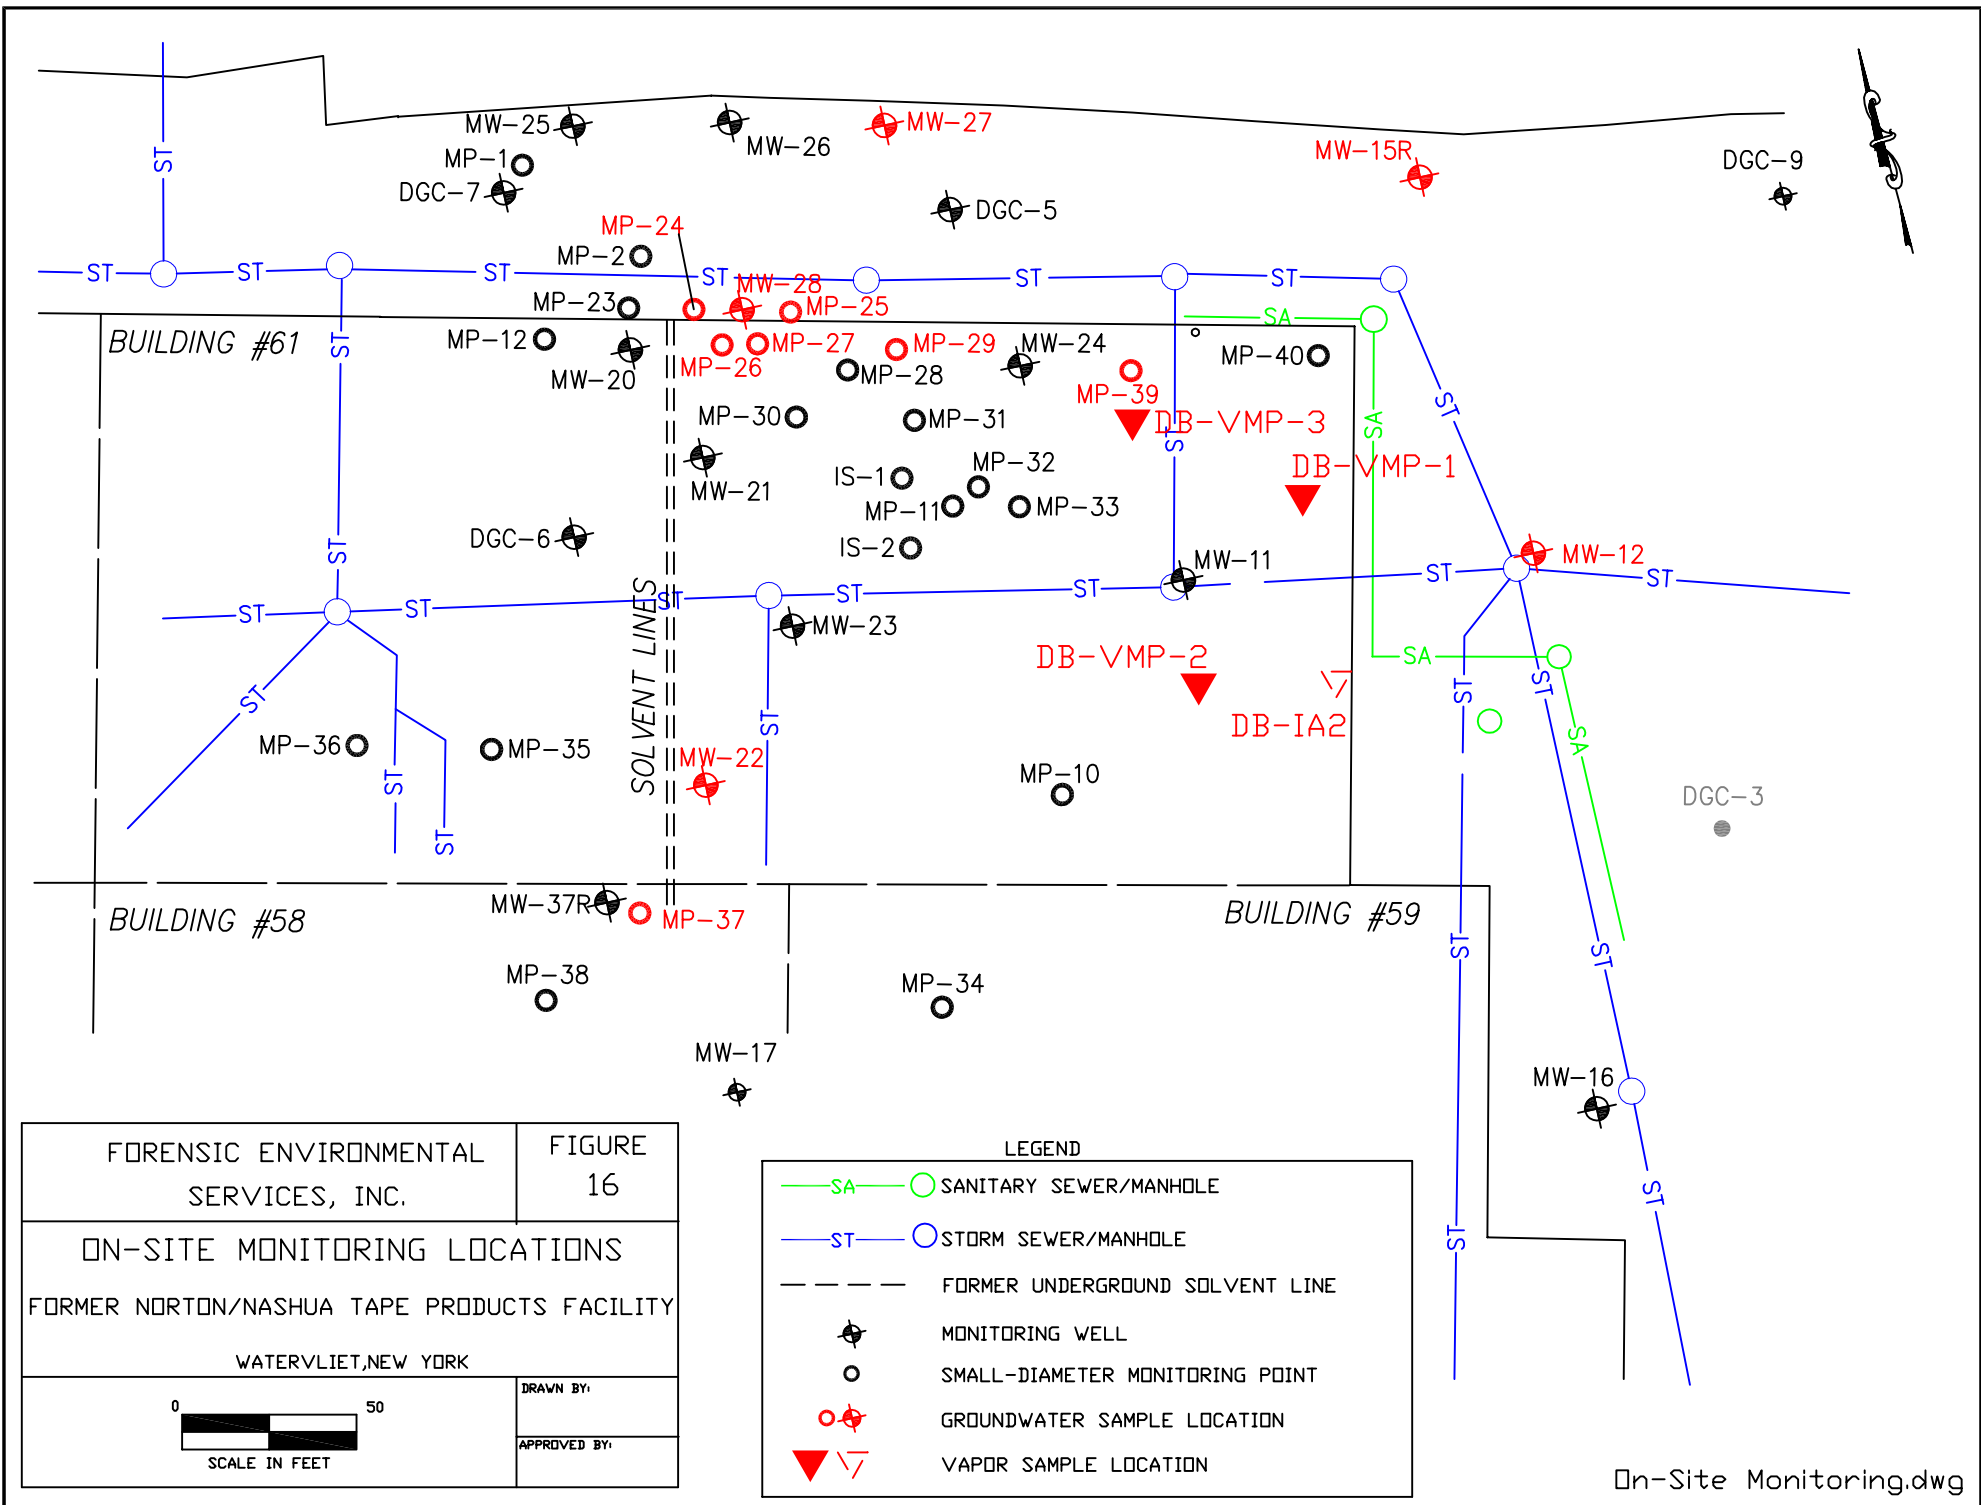 MW-25
MW-26
MW-27
MP-1
MW-15R
DGC-9
DGC-7
DGC-5
ST
MP-24
MP-2
ST
ST
ST
ST
ST
ST
MW-28
MP-23
MP-25
SA
BUILDING #61
ST
MP-12
MP-27
MP-29
MW-24
MP-40
MW-20
MP-26
MP-28
MP-39
ST
MP-30
MP-31
DB-VMP-3
SA
ST
MW-21
IS-1
MP-32
DB-VMP-1
MP-11
MP-33
DGC-6
ST
IS-2
MW-11
MW-12
ST
ST
ST
ST
ST
ST
ST
ST
SOLVENT LINES
MW-23
DB-VMP-2
SA
ST
ST
ST
ST
DB-IA2
SA
MP-36
MP-35
MW-22
ST
MP-10
DGC-3
ST
MW-37R
MP-37
BUILDING #58
BUILDING #59
ST
ST
MP-38
MP-34
MW-17
MW-16
ST
ST
FORENSIC ENVIRONMENTAL
SERVICES, INC.
FIGURE
16
ON-SITE MONITORING LOCATIONS
FORMER NORTON/NASHUA TAPE PRODUCTS FACILITY
WATERVLIET,NEW YORK
0 50
SCALE IN FEET
DRAWN BY:
APPROVED BY:
LEGEND
SA SANITARY SEWER/MANHOLE
ST STORM SEWER/MANHOLE
FORMER UNDERGROUND SOLVENT LINE
MONITORING WELL
SMALL-DIAMETER MONITORING POINT
GROUNDWATER SAMPLE LOCATION
VAPOR SAMPLE LOCATION
On-Site Monitoring.dwg